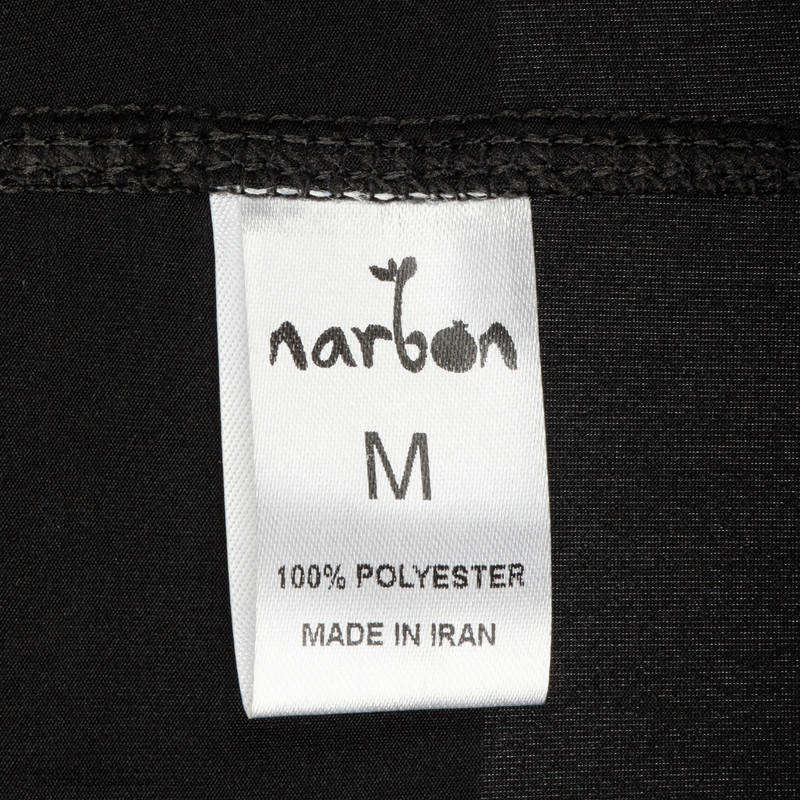 narbon
M
100% POLYESTER
MADE IN IRAN